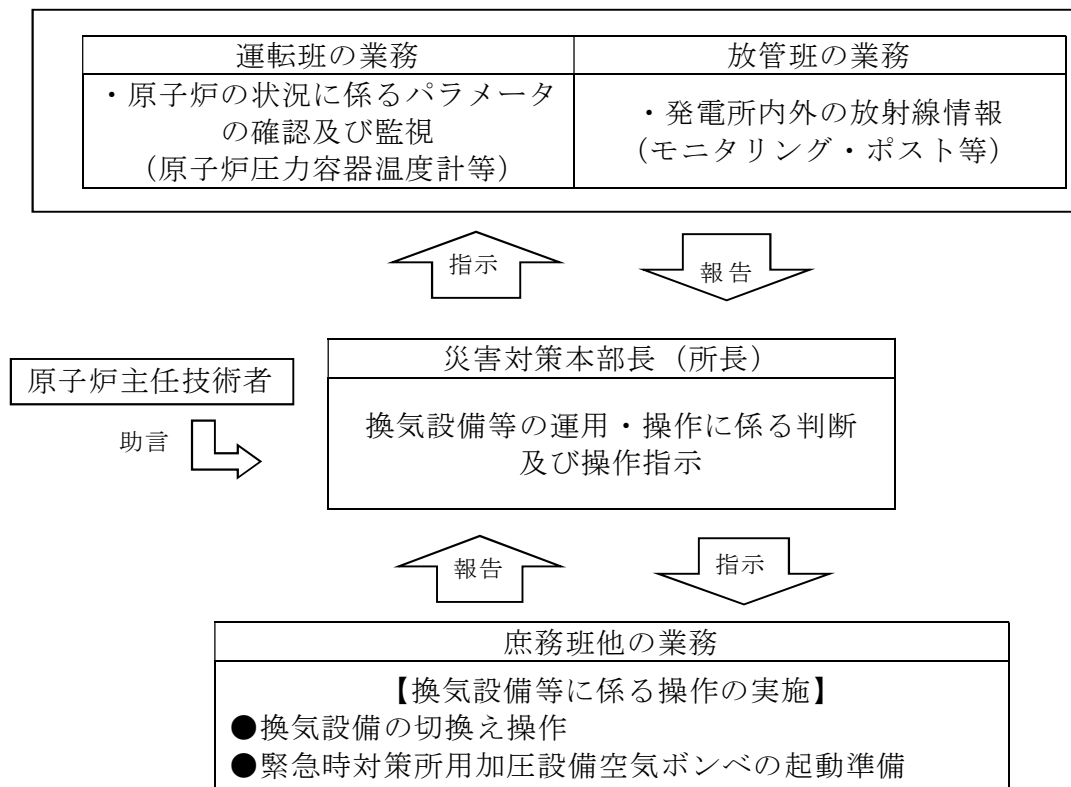 運転班の業務
放管班の業務
・原子炉の状況に係るパラメータ
の確認及び監視
（原子炉圧力容器温度計等）
・発電所内外の放射線情報
（モニタリング・ポスト等）
指示
報告
原子炉主任技術者
助言
災害対策本部長（所長）
換気設備等の運用・操作に係る判断
及び操作指示
報告
指示
庶務班他の業務
【換気設備等に係る操作の実施】
●換気設備の切換え操作
●緊急時対策所用加圧設備空気ボンベの起動準備